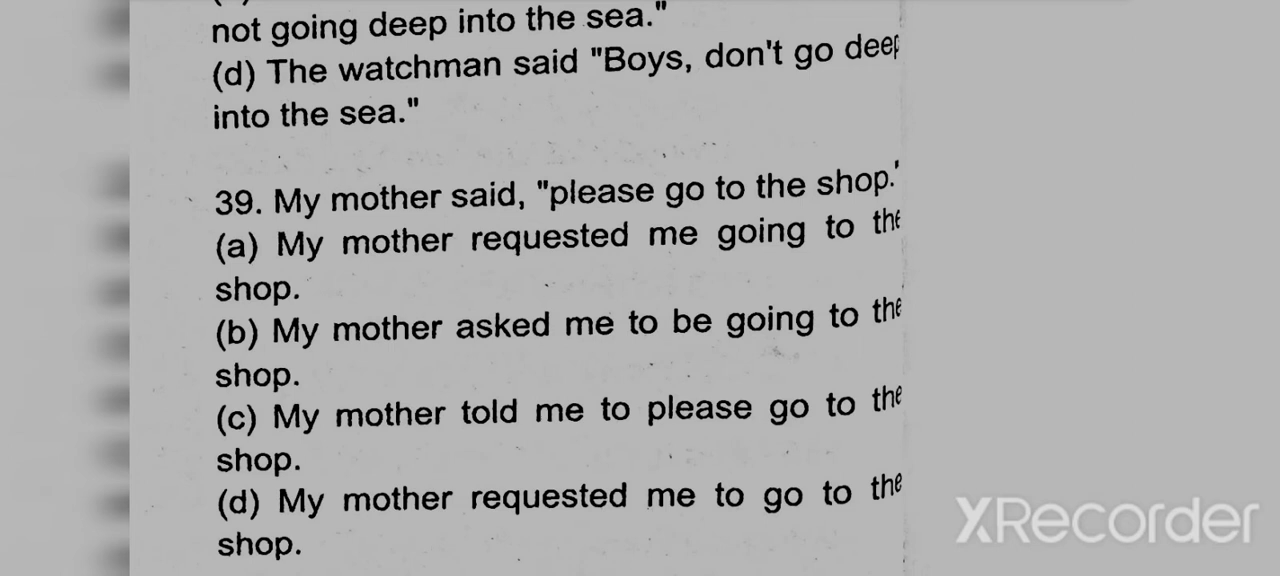 not going deep into the sea."
(d) The watchman said "Boys, don't go deep
into the sea."
39. My mother said, "please go to the shop.'
(a) My mother requested me going to the
shop.
(b) My mother asked me to be going to the
shop.
(c) My mother told me to please go to the
shop.
(d) My mother requested me to go to the
shop.
XRecorder